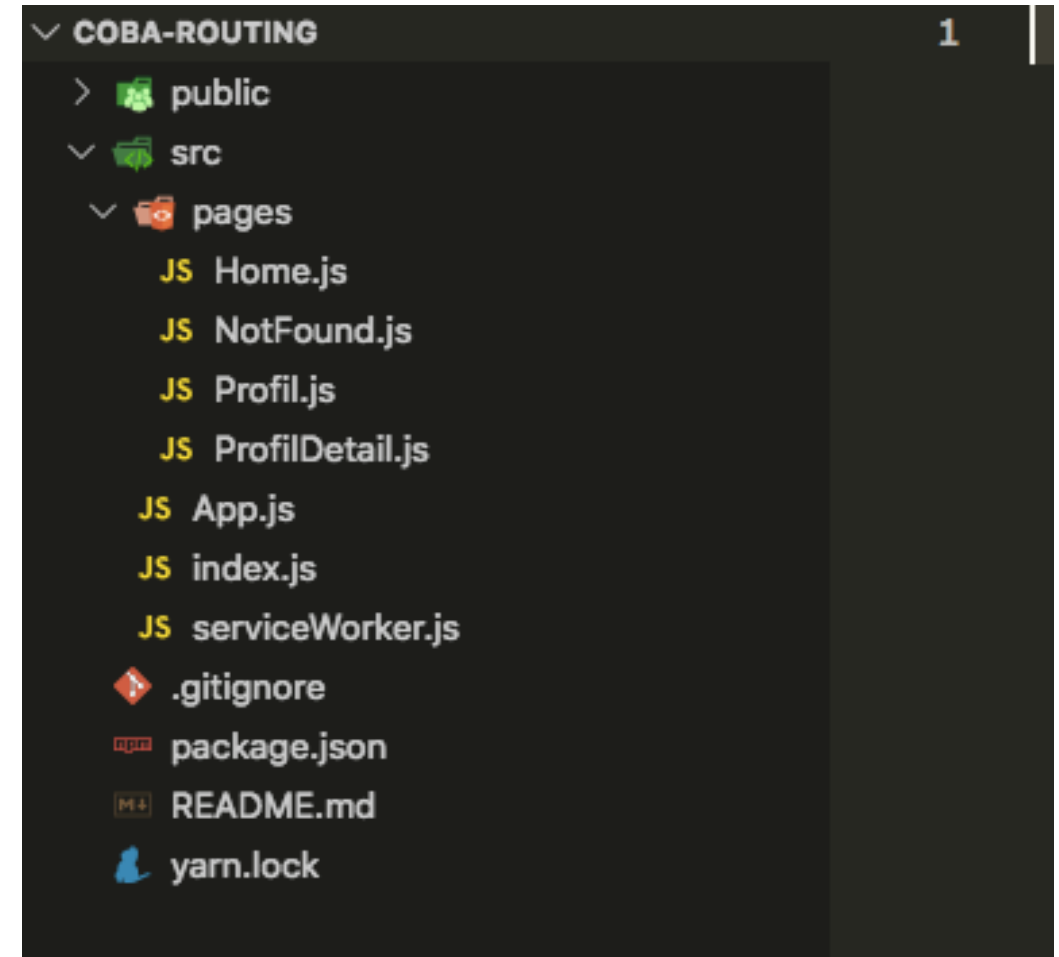 COBA-ROUTING
1
public
src
pages
JS Home.js
JS NotFound.js
JS Profil.js
JS ProfilDetail.js
JS App.js
JS index.js
JS serviceWorker.js
.gitignore
npm package.json
M↓ README.md
yarn.lock